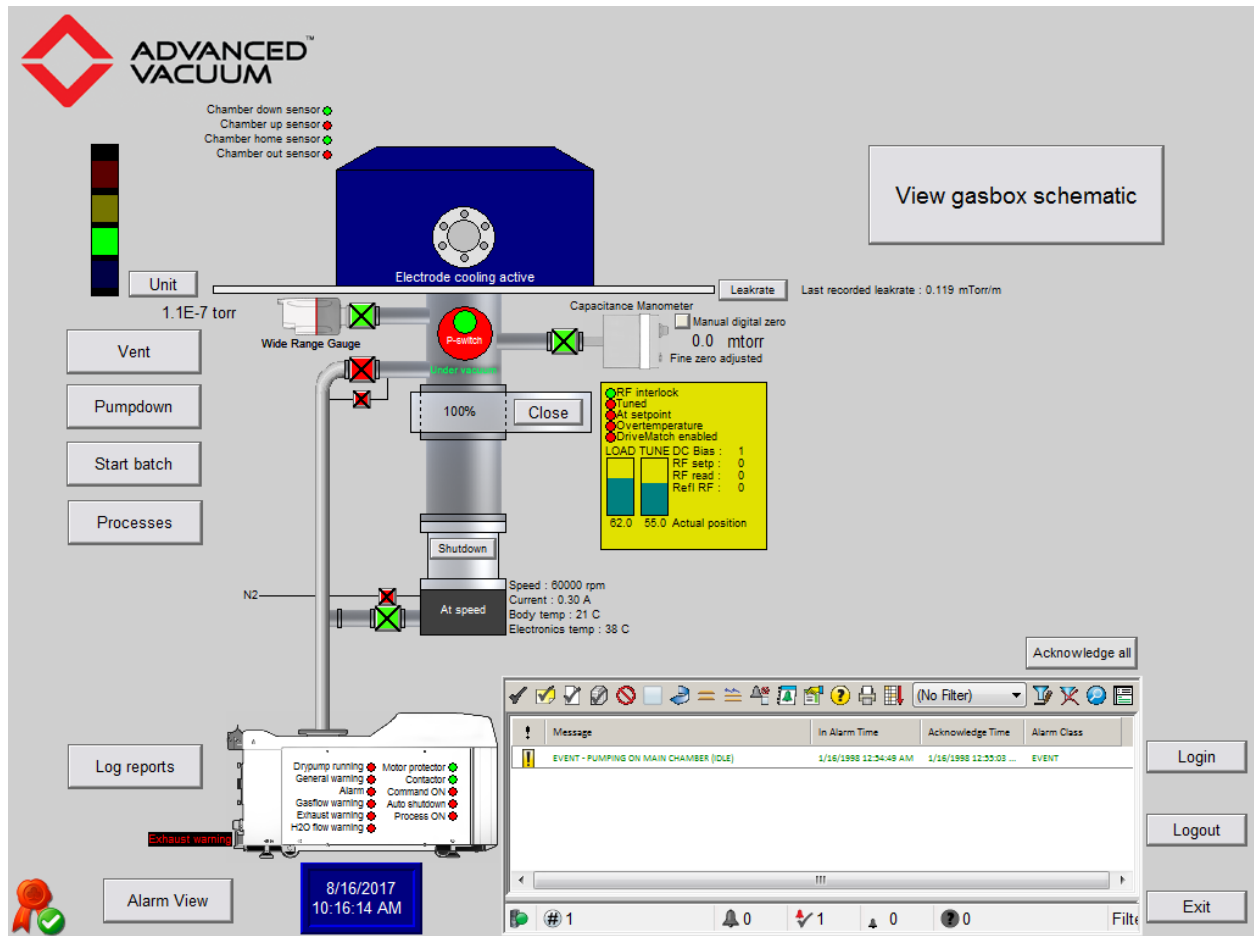 ADVANCED™
VACUUM
Chamber down sensor
Chamber up sensor
Chamber home sensor
Chamber out sensor
View gasbox schematic
Electrode cooling active
Unit
Leakrate
Last recorded leakrate : 0.119 mTorr/m
1.1E-7 torr
Capacitance Manometer
Manual digital zero
0.0 mtorr
Fine zero adjusted
Wide Range Gauge
P-switch
Under vacuum
Vent
Pumpdown
Start batch
Processes
100%
Close
RF interlock
Tuned
At setpoint
Overtemperature
DriveMatch enabled
LOAD TUNE DC Bias : 1
RF setp : 0
RF read : 0
Refl RF : 0
62.0 55.0 Actual position
Shutdown
N2
At speed
Speed : 60000 rpm
Current : 0.30 A
Body temp : 21 C
Electronics temp : 38 C
Acknowledge all
(No Filter)
! Message In Alarm Time Acknowledge Time Alarm Class
EVENT - PUMPING ON MAIN CHAMBER (IDLE) 1/16/1998 12:54:49 AM 1/16/1998 12:55:03 ... EVENT
# 1 0 1 0 0 Filte
Log reports
Drypump running Motor protector
General warning Contactor
Alarm Command ON
Gasflow warning Auto shutdown
Exhaust warning Process ON
H2O flow warning
Exhaust warning
Alarm View
8/16/2017
10:16:14 AM
Login
Logout
Exit